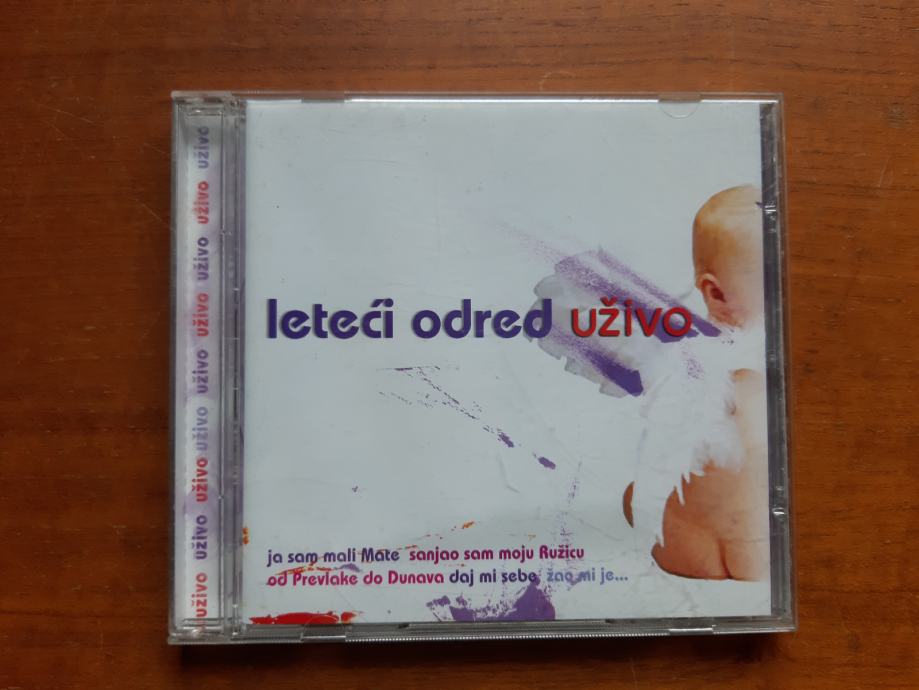 leteći odred uživo
ja sam mali Mate sanjao sam moju Ružicu
od Prevlake do Dunava daj mi sebe žao mi je...
uživo uživo uživo uživo uživo uživo uživo uživo uživo